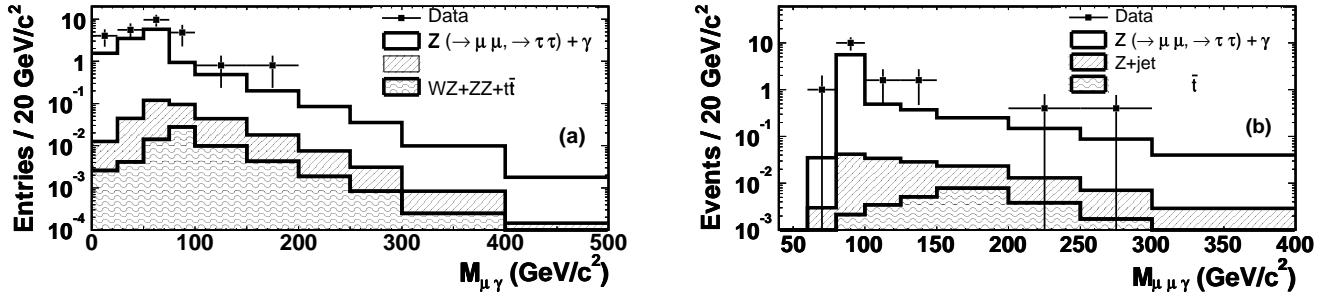 Entries / 20 GeV/c²
10
1
10⁻¹
10⁻²
10⁻³
10⁻⁴
Data
Z (→ μ μ, → τ τ) + γ
WZ+ZZ+tt̄
(a)
0 100 200 300 400 500
M_μ γ (GeV/c²)
Events / 20 GeV/c²
10
1
10⁻¹
10⁻²
10⁻³
Data
Z (→ μ μ, → τ τ) + γ
Z+jet
t̄
(b)
50 100 150 200 250 300 350 400
M_μ μ γ (GeV/c²)